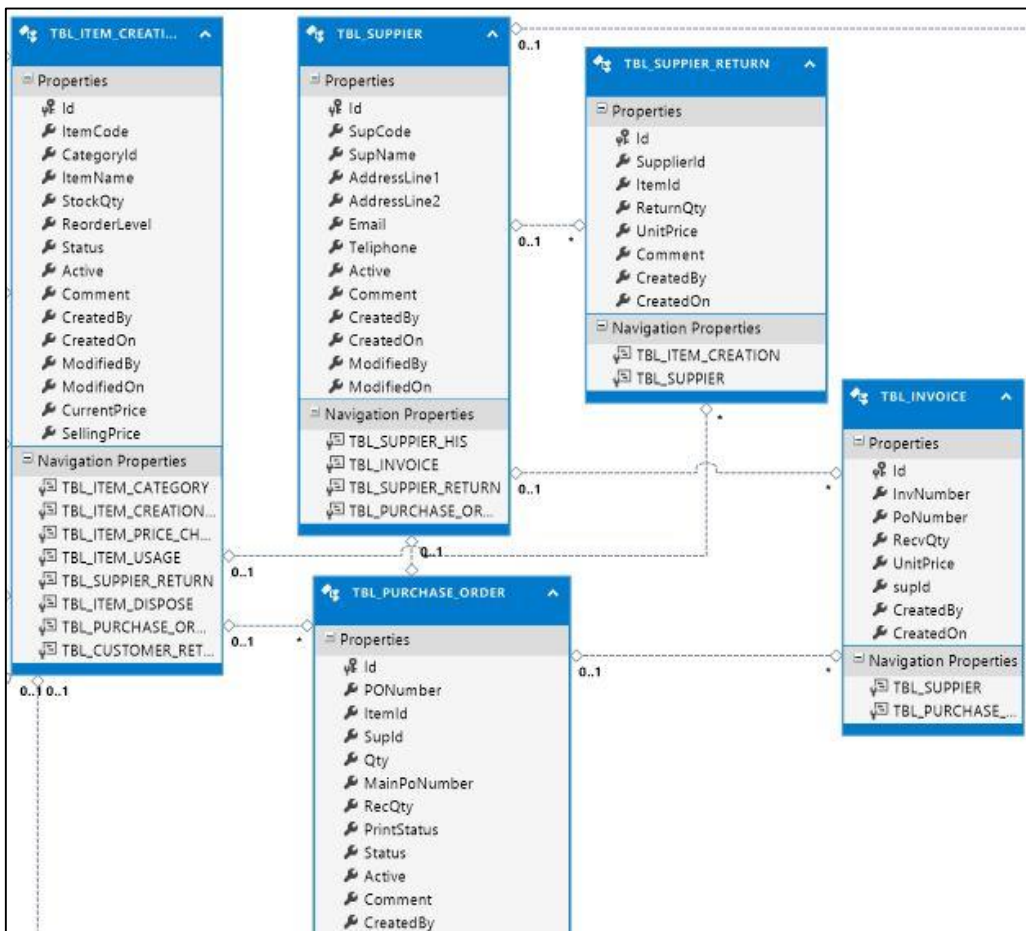 TBL_ITEM_CREATI...
Properties
Id
ItemCode
CategoryId
ItemName
StockQty
ReorderLevel
Status
Active
Comment
CreatedBy
CreatedOn
ModifiedBy
ModifiedOn
CurrentPrice
SellingPrice
Navigation Properties
TBL_ITEM_CATEGORY
TBL_ITEM_CREATION...
TBL_ITEM_PRICE_CH...
TBL_ITEM_USAGE
TBL_SUPPIER_RETURN
TBL_ITEM_DISPOSE
TBL_PURCHASE_OR...
TBL_CUSTOMER_RET...
0..1 0..1
0..1
0..1 *
TBL_SUPPIER
Properties
Id
SupCode
SupName
AddressLine1
AddressLine2
Email
Teliphone
Active
Comment
CreatedBy
CreatedOn
ModifiedBy
ModifiedOn
Navigation Properties
TBL_SUPPIER_HIS
TBL_INVOICE
TBL_SUPPIER_RETURN
TBL_PURCHASE_OR...
0..1
0..1 *
0..1 *
0..1
TBL_SUPPIER_RETURN
Properties
Id
SupplierId
ItemId
ReturnQty
UnitPrice
Comment
CreatedBy
CreatedOn
Navigation Properties
TBL_ITEM_CREATION
TBL_SUPPIER
*
TBL_PURCHASE_ORDER
Properties
Id
PONumber
ItemId
SupId
Qty
MainPoNumber
RecQty
PrintStatus
Status
Active
Comment
CreatedBy
0..1 *
TBL_INVOICE
Properties
Id
InvNumber
PoNumber
RecvQty
UnitPrice
supId
CreatedBy
CreatedOn
Navigation Properties
TBL_SUPPIER
TBL_PURCHASE_...